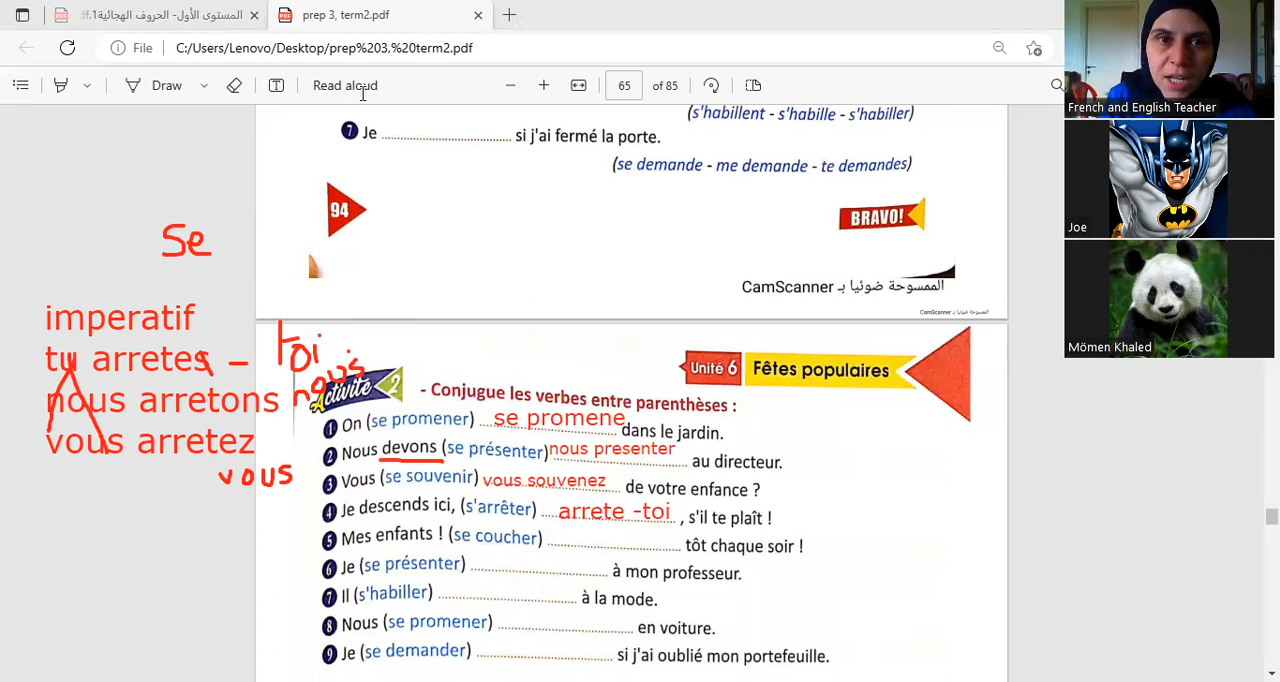 المستوى الأول- الحروف الهجائية1.pdf
prep 3, term2.pdf
File
C:/Users/Lenovo/Desktop/prep%203,%20term2.pdf
Draw
Read aloud
65
of 85
French and English Teacher
Joe
Mömen Khaled
(s'habillent - s'habille - s'habiller)
7 Je .............................. si j'ai fermé la porte.
(se demande - me demande - te demandes)
94
BRAVO!
الممسوحة ضوئيا بـ CamScanner
الممسوحة ضوئيا بـ CamScanner
se
imperatif
tu arretes - toi
nous arretons nous
vous arretez
vous
Unité 6
Fêtes populaires
Activité 2
- Conjugue les verbes entre parenthèses :
1 On (se promener) se promene dans le jardin.
2 Nous devons (se présenter) nous presenter au directeur.
3 Vous (se souvenir) vous souvenez de votre enfance ?
4 Je descends ici, (s'arrêter) arrete -toi , s'il te plaît !
5 Mes enfants ! (se coucher) .............................. tôt chaque soir !
6 Je (se présenter) .............................. à mon professeur.
7 Il (s'habiller) .............................. à la mode.
8 Nous (se promener) .............................. en voiture.
9 Je (se demander) .............................. si j'ai oublié mon portefeuille.